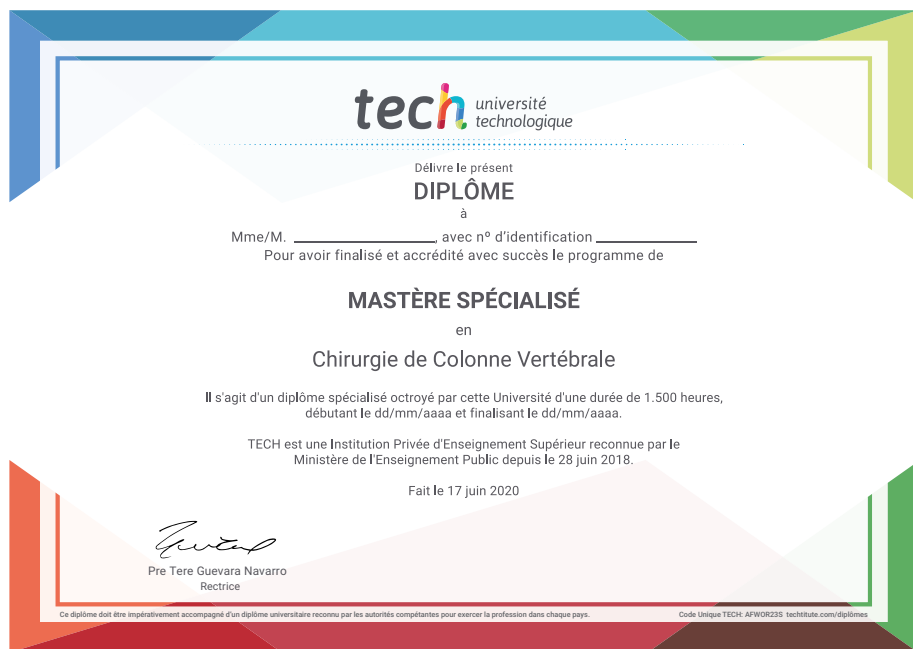 tech université
technologique
Délivre le présent
DIPLÔME
à
Mme/M. ____________, avec nº d'identification ____________
Pour avoir finalisé et accrédité avec succès le programme de
MASTÈRE SPÉCIALISÉ
en
Chirurgie de Colonne Vertébrale
Il s'agit d'un diplôme spécialisé octroyé par cette Université d'une durée de 1.500 heures,
débutant le dd/mm/aaaa et finalisant le dd/mm/aaaa.
TECH est une Institution Privée d'Enseignement Supérieur reconnue par le
Ministère de l'Enseignement Public depuis le 28 juin 2018.
Fait le 17 juin 2020
Pre Tere Guevara Navarro
Rectrice
Ce diplôme doit être impérativement accompagné d'un diplôme universitaire reconnu par les autorités compétantes pour exercer la profession dans chaque pays.
Code Unique TECH: AFWOR23S techtitute.com/diplômes